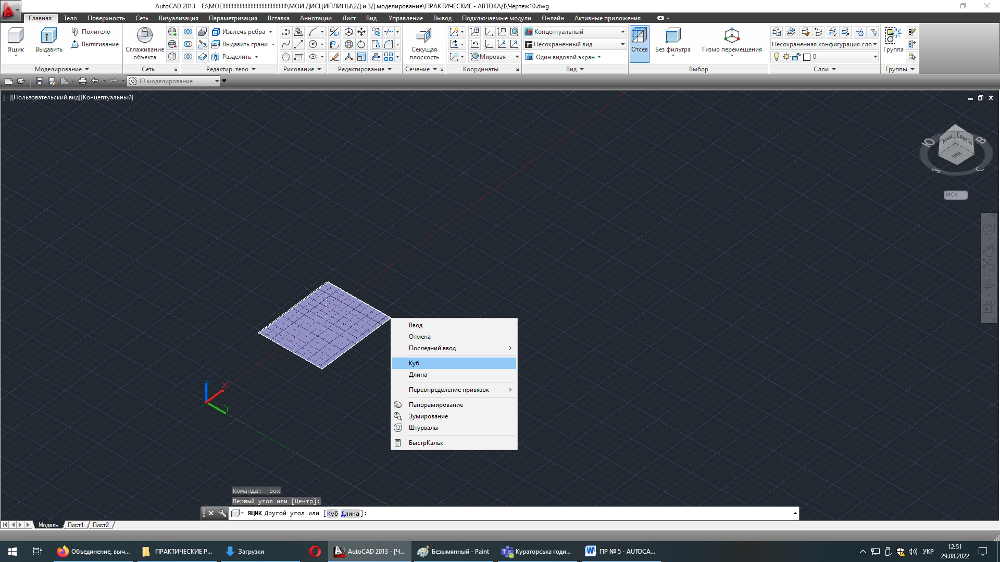 AutoCAD 2013 E:\МОЕ!!!!!!!!!!!!!!!!!!!!!!!!!!!!!!!!!!!!!!!!!\МОИ ДИСЦИПЛИНЫ\2Д и 3Д моделирование\ПРАКТИЧЕСКИЕ - АВТОКАД\Чертеж10.dwg
Главная Тело Поверхность Сеть Визуализация Параметризация Вставка Аннотации Лист Вид Управление Вывод Подключаемые модули Онлайн Активные приложения
Политело Извлечь ребра Концептуальный
Ящик Выдавить Вытягивание Сглаживание объекта Выдавать грани Секущая плоскость Несохраненный вид Отсев Без фильтра Гизмо перемещения Несохраненная конфигурация сло Группа
Разделить Мировая Один видовой экран 0
Моделирование Сеть Редактир. тело Рисование Редактирование Сечение Координаты Вид Выбор Слои Группы
3D моделирование
[−][Пользовательский вид][Концептуальный]
Ю В
Перед Справа
Низ
З С
МСК
Ввод
Отмена
Последний ввод
Куб
Длина
Z X
Переопределение привязок
Y
Панорамирование
Зумирование
Штурвалы
БыстрКальк
Команда: _box
Первый угол или [Центр]:
ЯЩИК Другой угол или [Куб Длина]:
Модель Лист1 Лист2
Объединение, выч... ПРАКТИЧЕСКИЕ Р... Загрузки AutoCAD 2013 - [Ч... Безымянный - Paint Кураторська годи... ПР № 5 - AUTOCA... УКР 12:51
29.08.2022